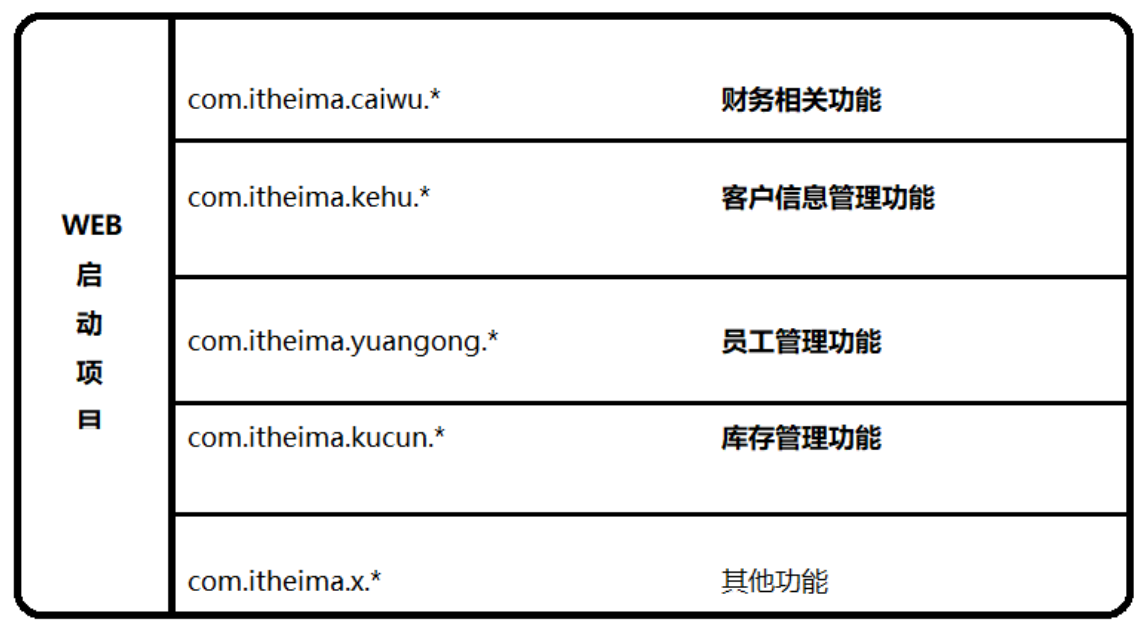 WEB
启
动
项
目
com.itheima.caiwu.* 财务相关功能
com.itheima.kehu.* 客户信息管理功能
com.itheima.yuangong.* 员工管理功能
com.itheima.kucun.* 库存管理功能
com.itheima.x.* 其他功能